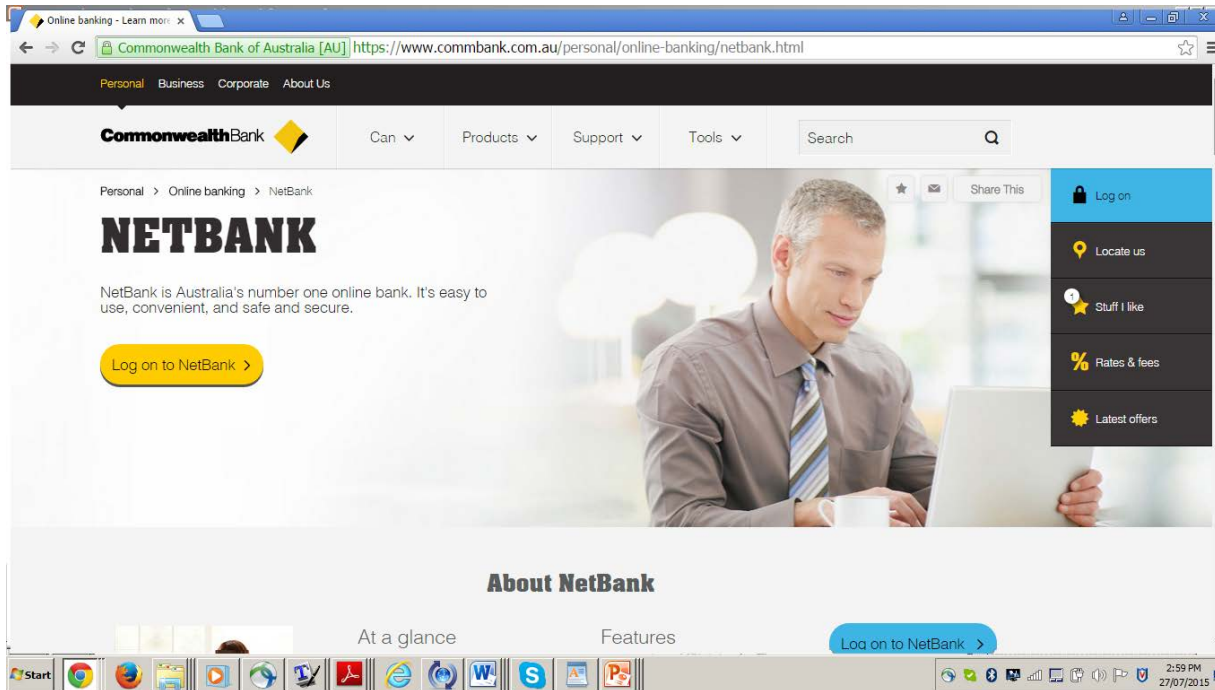 Online banking - Learn more
Commonwealth Bank of Australia [AU] https://www.commbank.com.au/personal/online-banking/netbank.html
Personal Business Corporate About Us
CommonwealthBank Can Products Support Tools Search
Personal > Online banking > NetBank
Share This
Log on
NETBANK
Locate us
NetBank is Australia's number one online bank. It's easy to
use, convenient, and safe and secure.
1
Stuff I like
Log on to NetBank >
% Rates & fees
Latest offers
About NetBank
At a glance Features Log on to NetBank >
Start
2:59 PM
27/07/2015